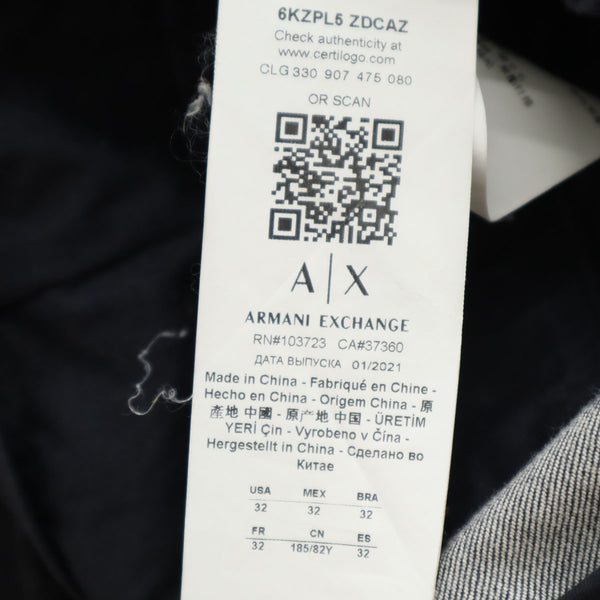 6KZPL5 ZDCAZ
Check authenticity at
www.certilogo.com
CLG 330 907 475 080
OR SCAN
A|X
ARMANI EXCHANGE
RN#103723 CA#37360
ДАТА ВЫПУСКА 01/2021
Made in China - Fabriqué en Chine -
Hecho en China - Origem China - 原
產地 中國 - 原产地 中国 - ÜRETİM
YERİ Çin - Vyrobeno v Čína -
Hergestellt in China - Сделано во
Китае
USA MEX BRA
32 32 32
FR CN ES
32 185/82Y 32